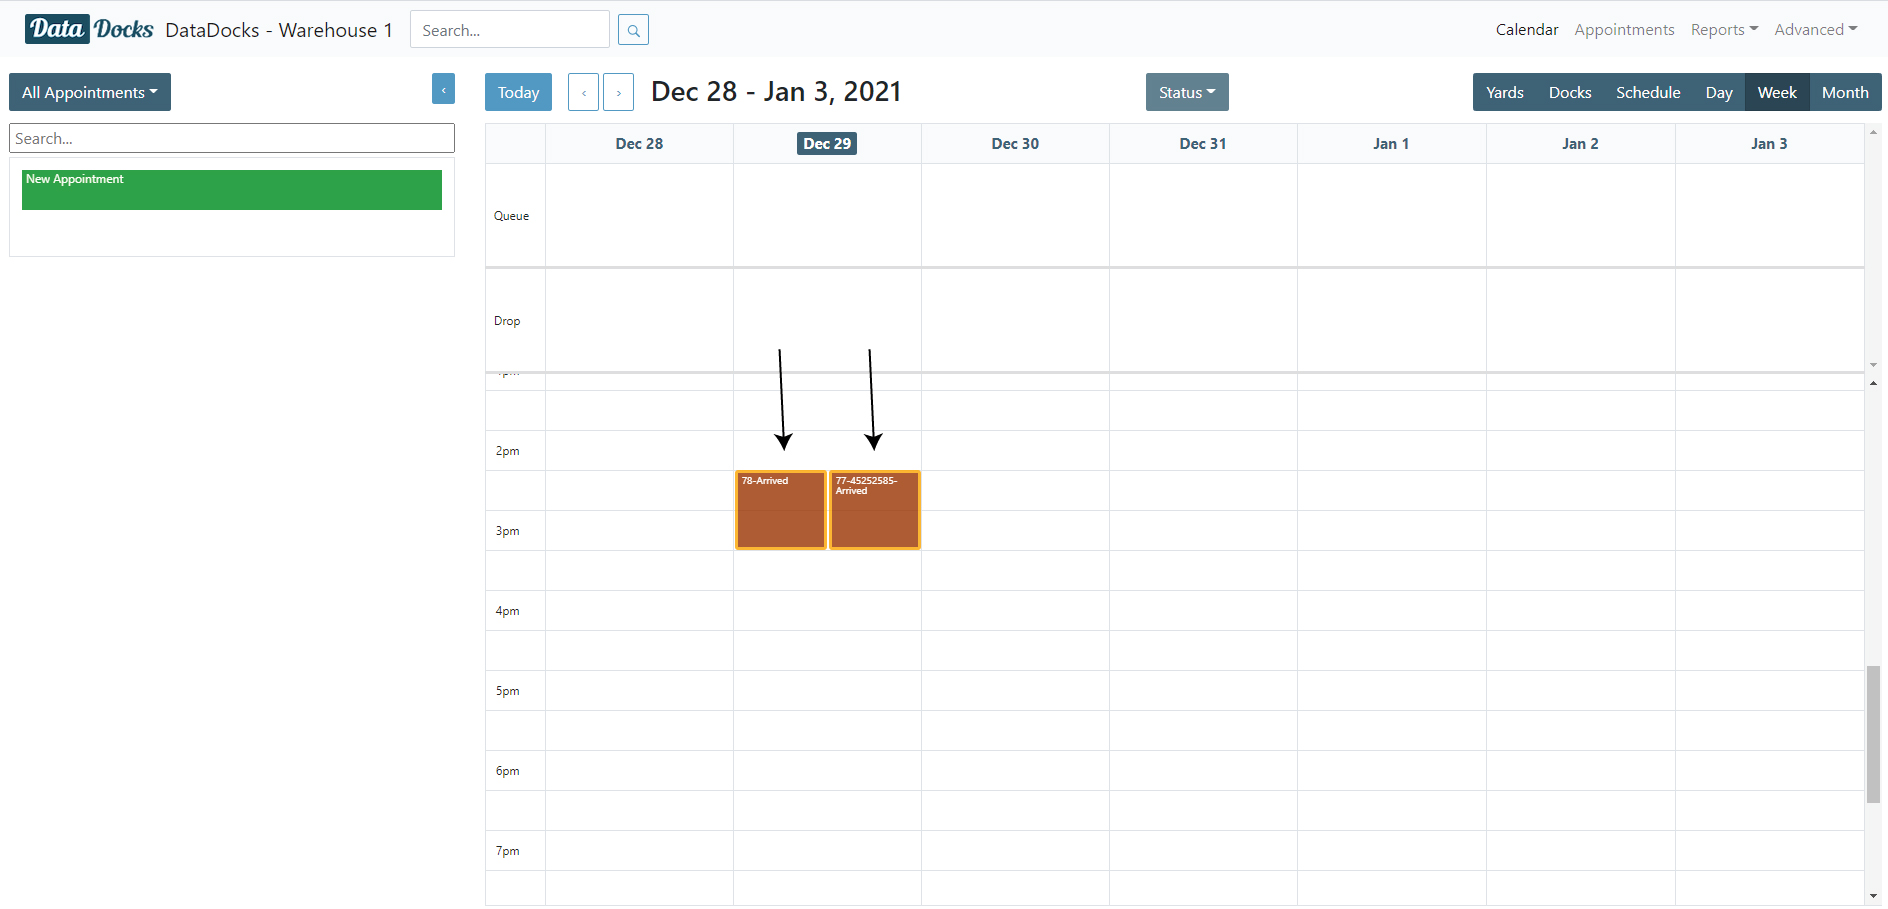 Data Docks DataDocks - Warehouse 1 Search... Calendar Appointments Reports Advanced
All Appointments ‹ Today ‹ › Dec 28 - Jan 3, 2021 Status Yards Docks Schedule Day Week Month
Search...
Dec 28 Dec 29 Dec 30 Dec 31 Jan 1 Jan 2 Jan 3
New Appointment
Queue
Drop
2pm
78-Arrived
77-45252585-
Arrived
3pm
4pm
5pm
6pm
7pm